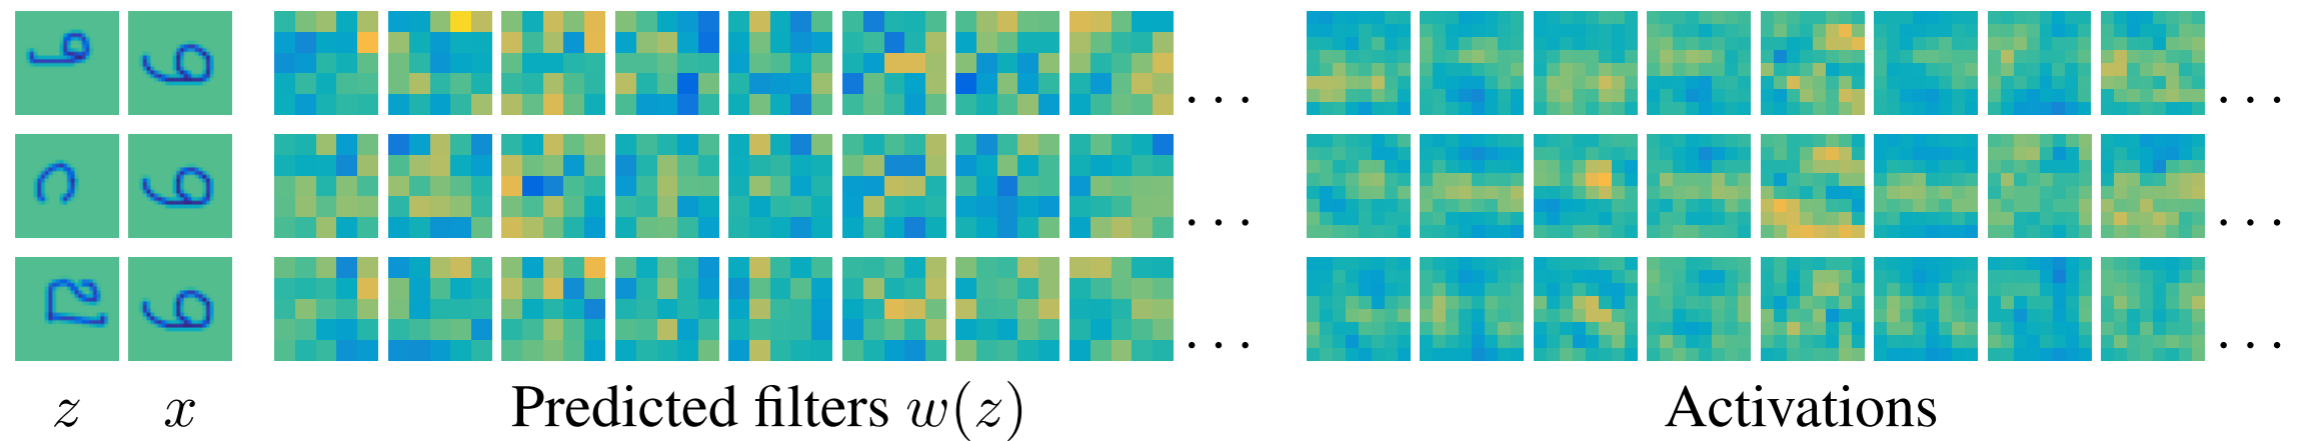 . . .
. . .
. . .
. . .
. . .
. . .
z x Predicted filters w(z) Activations